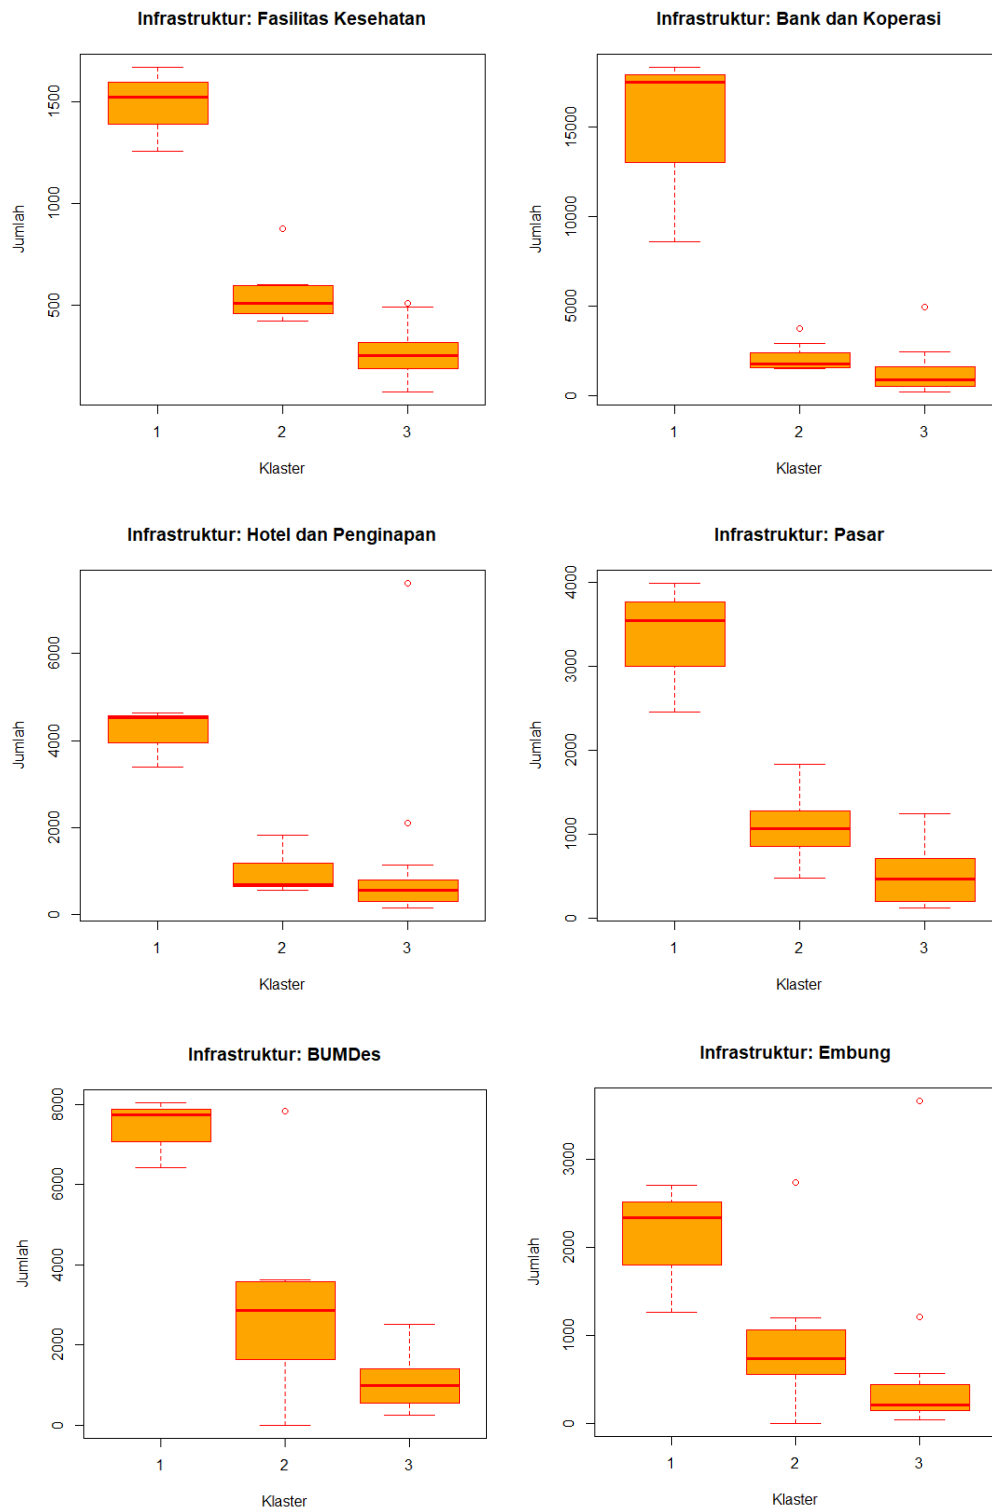 Infrastruktur: Fasilitas Kesehatan
Jumlah
500
1000
1500
1
2
3
Klaster
Infrastruktur: Bank dan Koperasi
Jumlah
0
5000
10000
15000
1
2
3
Klaster
Infrastruktur: Hotel dan Penginapan
Jumlah
0
2000
4000
6000
1
2
3
Klaster
Infrastruktur: Pasar
Jumlah
0
1000
2000
3000
4000
1
2
3
Klaster
Infrastruktur: BUMDes
Jumlah
0
2000
4000
6000
8000
1
2
3
Klaster
Infrastruktur: Embung
Jumlah
0
1000
2000
3000
1
2
3
Klaster